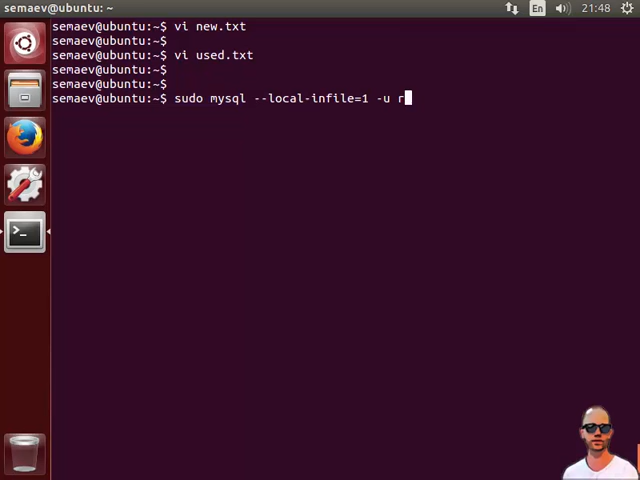 semaev@ubuntu: ~
En
21:48
semaev@ubuntu:~$ vi new.txt
semaev@ubuntu:~$
semaev@ubuntu:~$ vi used.txt
semaev@ubuntu:~$
semaev@ubuntu:~$
semaev@ubuntu:~$ sudo mysql --local-infile=1 -u r
>_